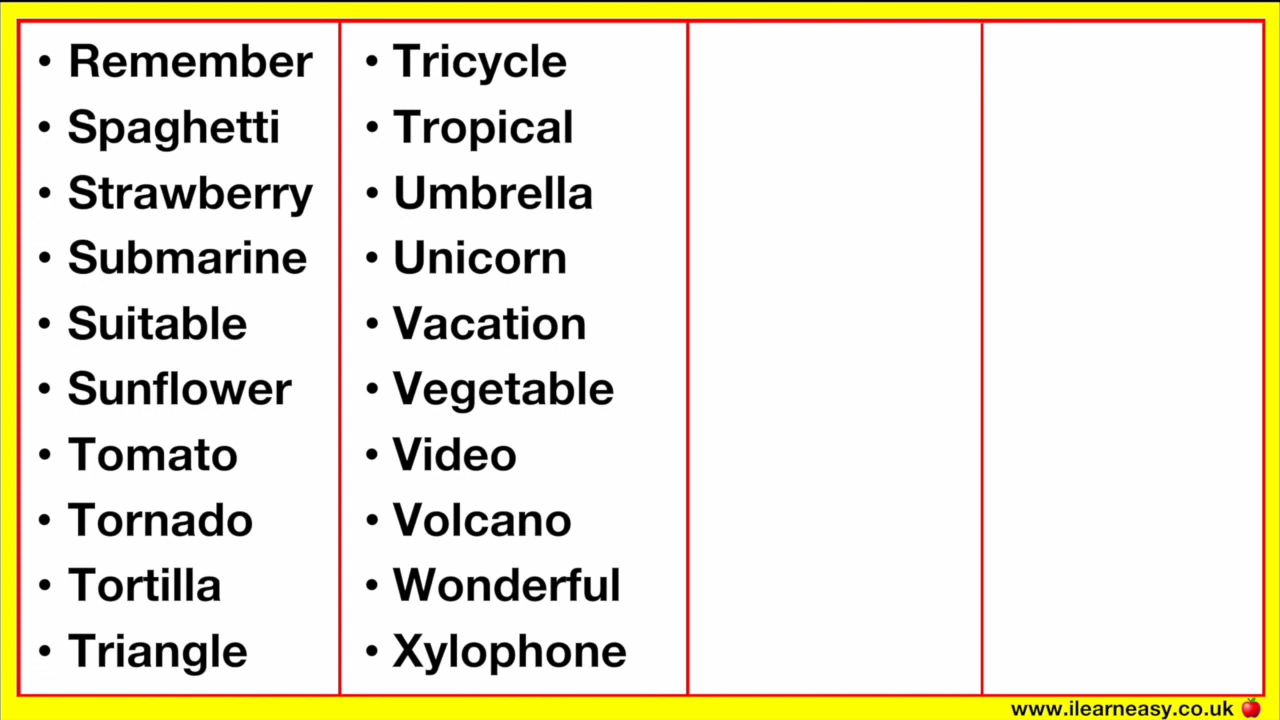 • Remember
• Spaghetti
• Strawberry
• Submarine
• Suitable
• Sunflower
• Tomato
• Tornado
• Tortilla
• Triangle
• Tricycle
• Tropical
• Umbrella
• Unicorn
• Vacation
• Vegetable
• Video
• Volcano
• Wonderful
• Xylophone
www.ilearneasy.co.uk